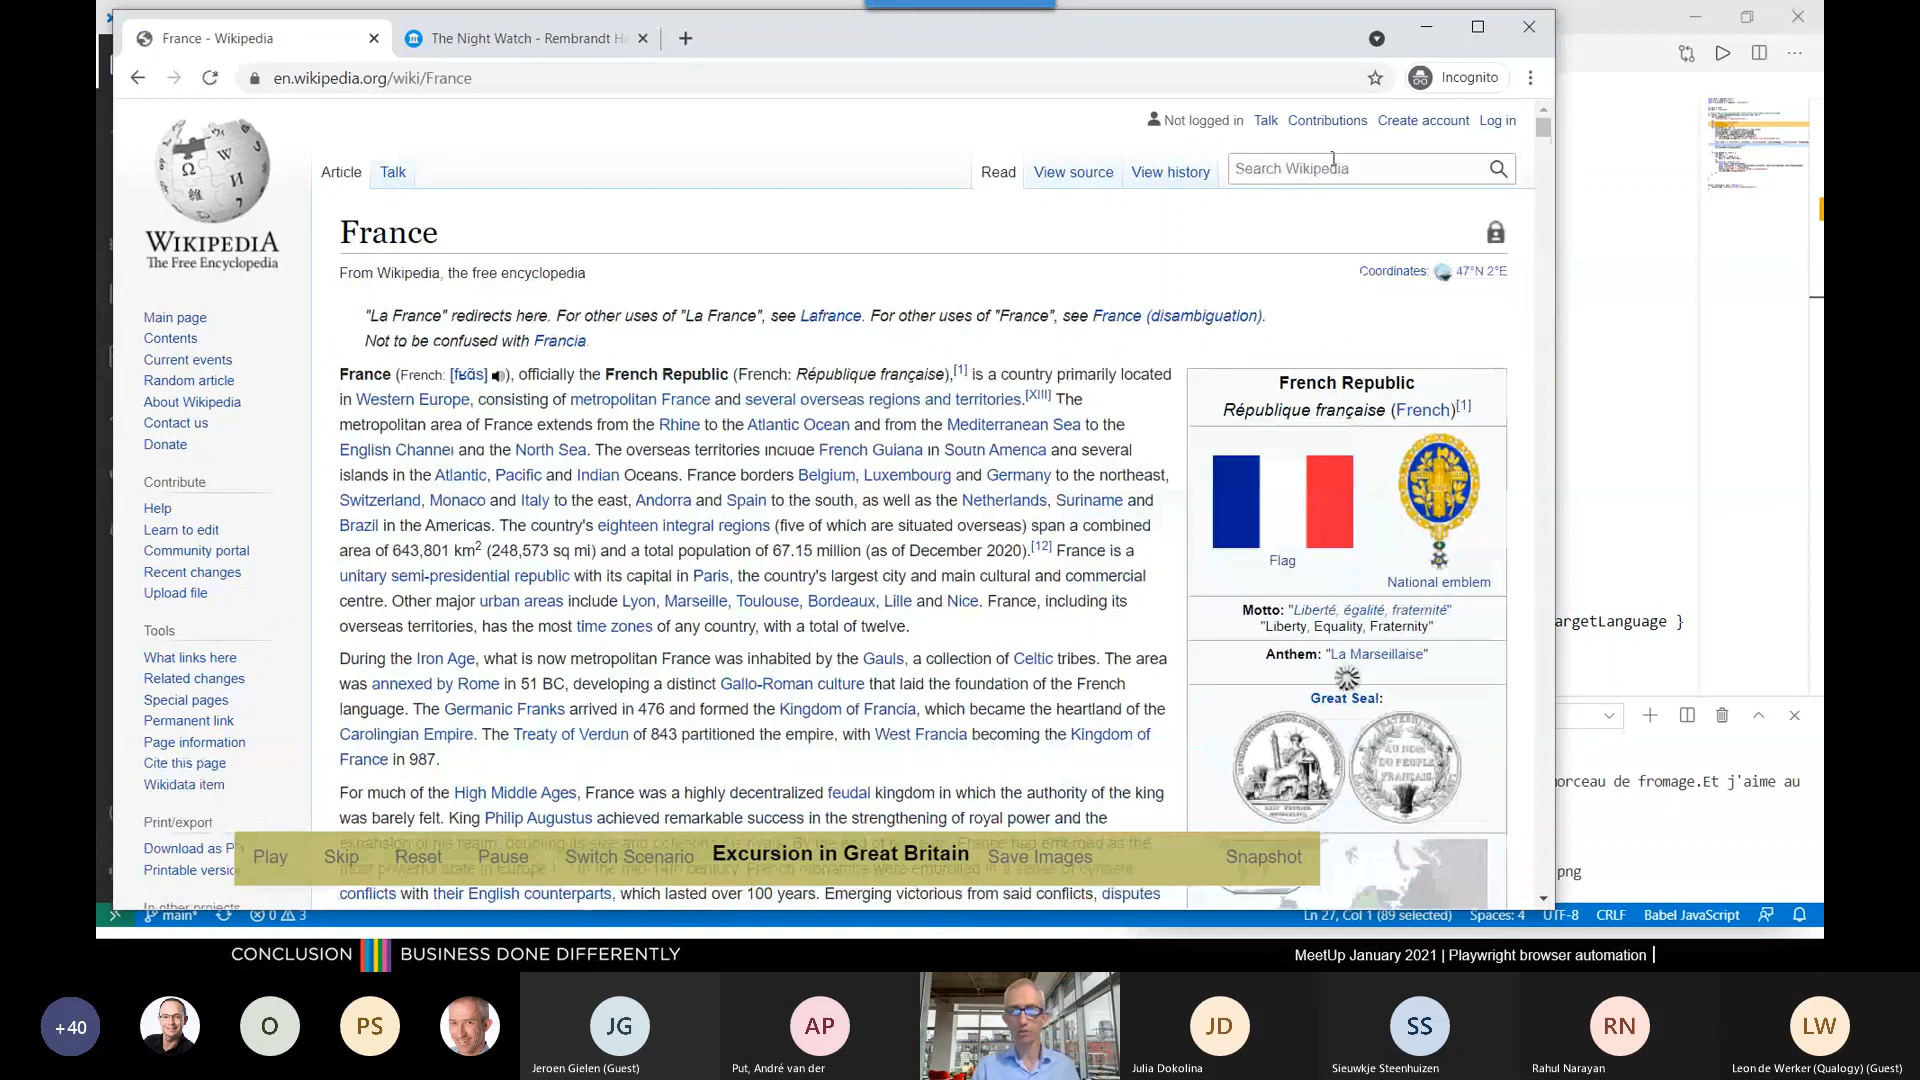 France - Wikipedia
The Night Watch - Rembrandt Ha
en.wikipedia.org/wiki/France
Incognito
Not logged in Talk Contributions Create account Log in
Article Talk
Read View source View history
Search Wikipedia
WIKIPEDIA
The Free Encyclopedia
Main page
Contents
Current events
Random article
About Wikipedia
Contact us
Donate
Contribute
Help
Learn to edit
Community portal
Recent changes
Upload file
Tools
What links here
Related changes
Special pages
Permanent link
Page information
Cite this page
Wikidata item
Print/export
Download as P
Printable versio
In other projects
France
From Wikipedia, the free encyclopedia
Coordinates: 47°N 2°E
"La France" redirects here. For other uses of "La France", see Lafrance. For other uses of "France", see France (disambiguation).
Not to be confused with Francia.
France (French: [fʁɑ̃s]), officially the French Republic (French: République française),[1] is a country primarily located
in Western Europe, consisting of metropolitan France and several overseas regions and territories.[XIII] The
metropolitan area of France extends from the Rhine to the Atlantic Ocean and from the Mediterranean Sea to the
English Channel and the North Sea. The overseas territories include French Guiana in South America and several
islands in the Atlantic, Pacific and Indian Oceans. France borders Belgium, Luxembourg and Germany to the northeast,
Switzerland, Monaco and Italy to the east, Andorra and Spain to the south, as well as the Netherlands, Suriname and
Brazil in the Americas. The country's eighteen integral regions (five of which are situated overseas) span a combined
area of 643,801 km2 (248,573 sq mi) and a total population of 67.15 million (as of December 2020).[12] France is a
unitary semi-presidential republic with its capital in Paris, the country's largest city and main cultural and commercial
centre. Other major urban areas include Lyon, Marseille, Toulouse, Bordeaux, Lille and Nice. France, including its
overseas territories, has the most time zones of any country, with a total of twelve.
During the Iron Age, what is now metropolitan France was inhabited by the Gauls, a collection of Celtic tribes. The area
was annexed by Rome in 51 BC, developing a distinct Gallo-Roman culture that laid the foundation of the French
language. The Germanic Franks arrived in 476 and formed the Kingdom of Francia, which became the heartland of the
Carolingian Empire. The Treaty of Verdun of 843 partitioned the empire, with West Francia becoming the Kingdom of
France in 987.
For much of the High Middle Ages, France was a highly decentralized feudal kingdom in which the authority of the king
was barely felt. King Philip Augustus achieved remarkable success in the strengthening of royal power and the
conflicts with their English counterparts, which lasted over 100 years. Emerging victorious from said conflicts, disputes
French Republic
République française (French)[1]
Flag
National emblem
Motto: "Liberté, égalité, fraternité"
"Liberty, Equality, Fraternity"
Anthem: "La Marseillaise"
Great Seal:
AU NOM
DU PEUPLE
FRANÇAIS
Play Skip Reset Pause Switch Scenario Excursion in Great Britain Save Images Snapshot
argetLanguage }
morceau de fromage.Et j'aime au
png
main* 0 3
Ln 27, Col 1 (89 selected) Spaces: 4 UTF-8 CRLF Babel JavaScript
CONCLUSION BUSINESS DONE DIFFERENTLY
MeetUp January 2021 | Playwright browser automation |
+40
O
PS
JG
AP
JD
SS
RN
LW
Jeroen Gielen (Guest)
Put, André van der
Julia Dokolina
Sieuwkje Steenhuizen
Rahul Narayan
Leon de Werker (Qualogy) (Guest)